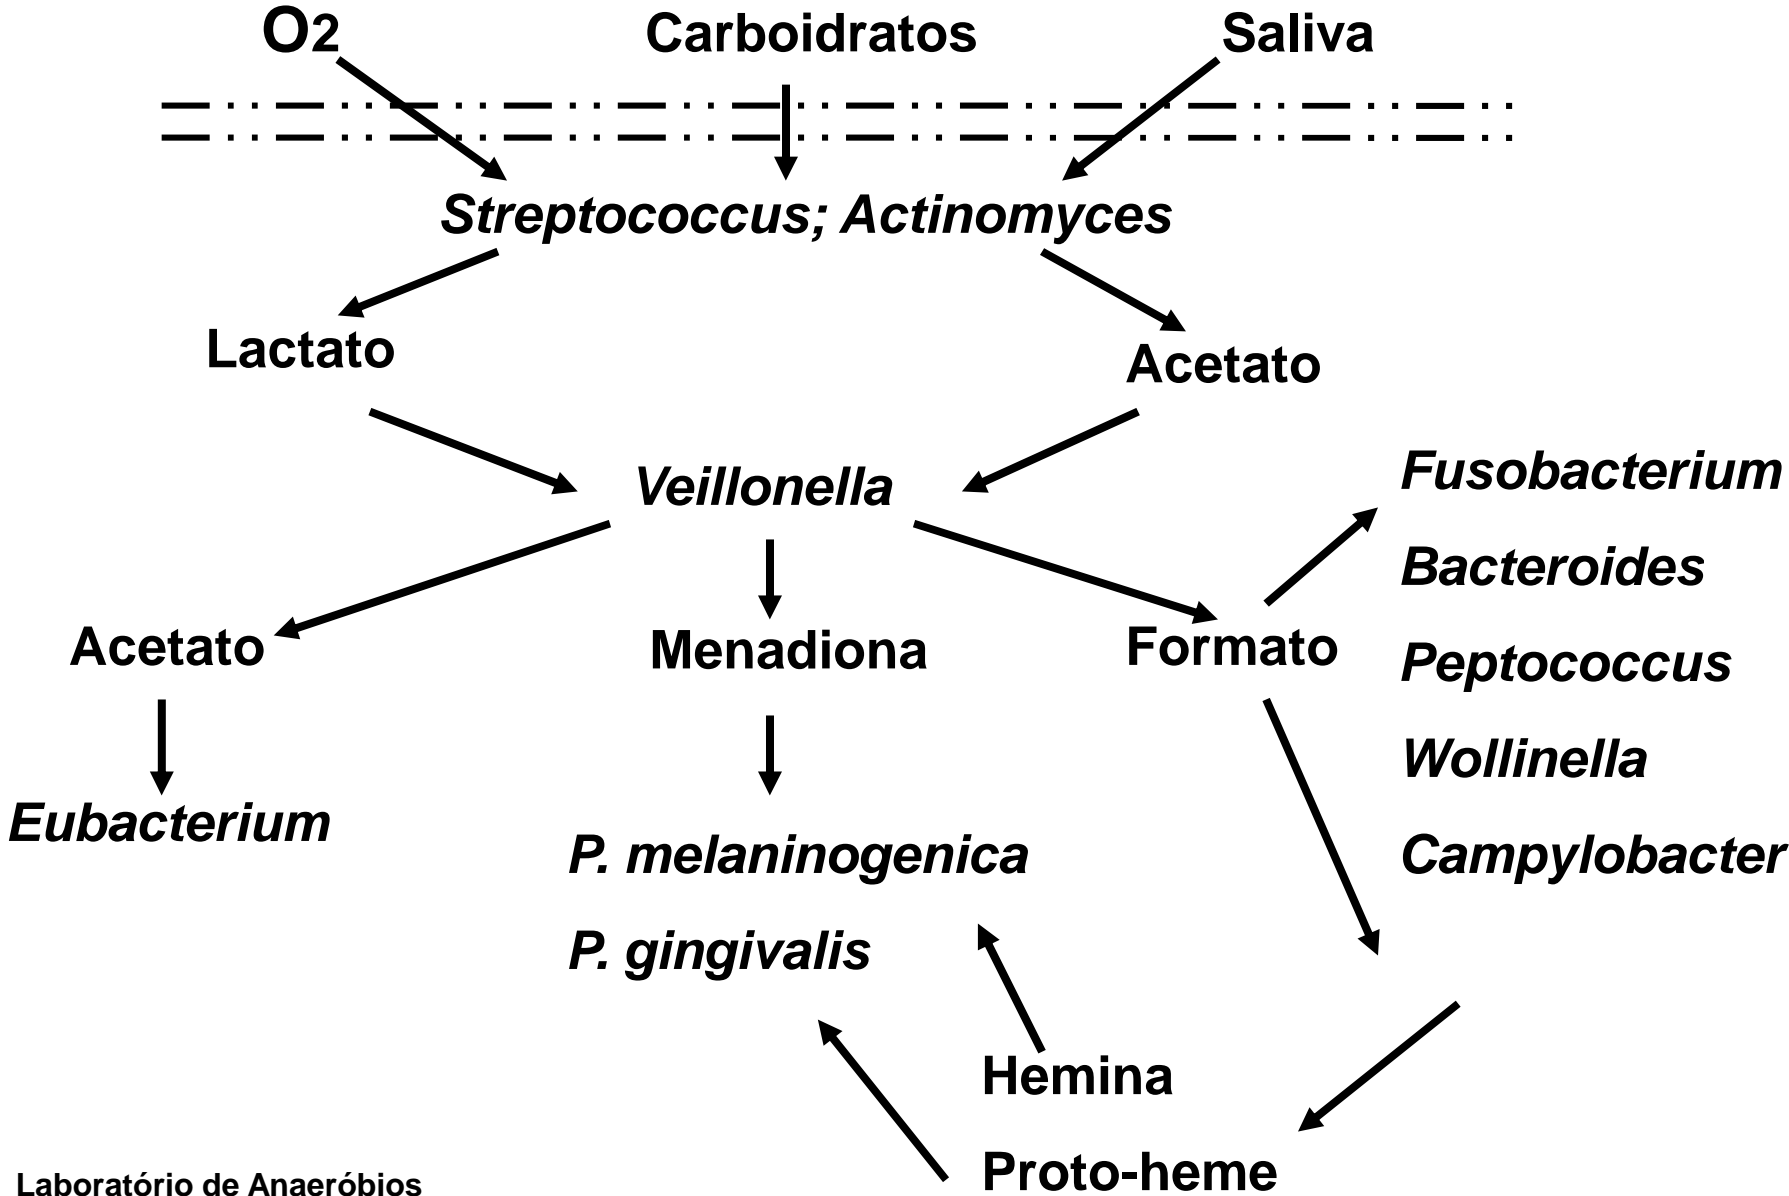 O2 Carboidratos Saliva
Streptococcus; Actinomyces
Lactato Acetato
Veillonella Fusobacterium
Bacteroides
Acetato Menadiona Formato Peptococcus
Wollinella
Eubacterium
P. melaninogenica Campylobacter
P. gingivalis
Hemina
Proto-heme
Laboratório de Anaeróbios